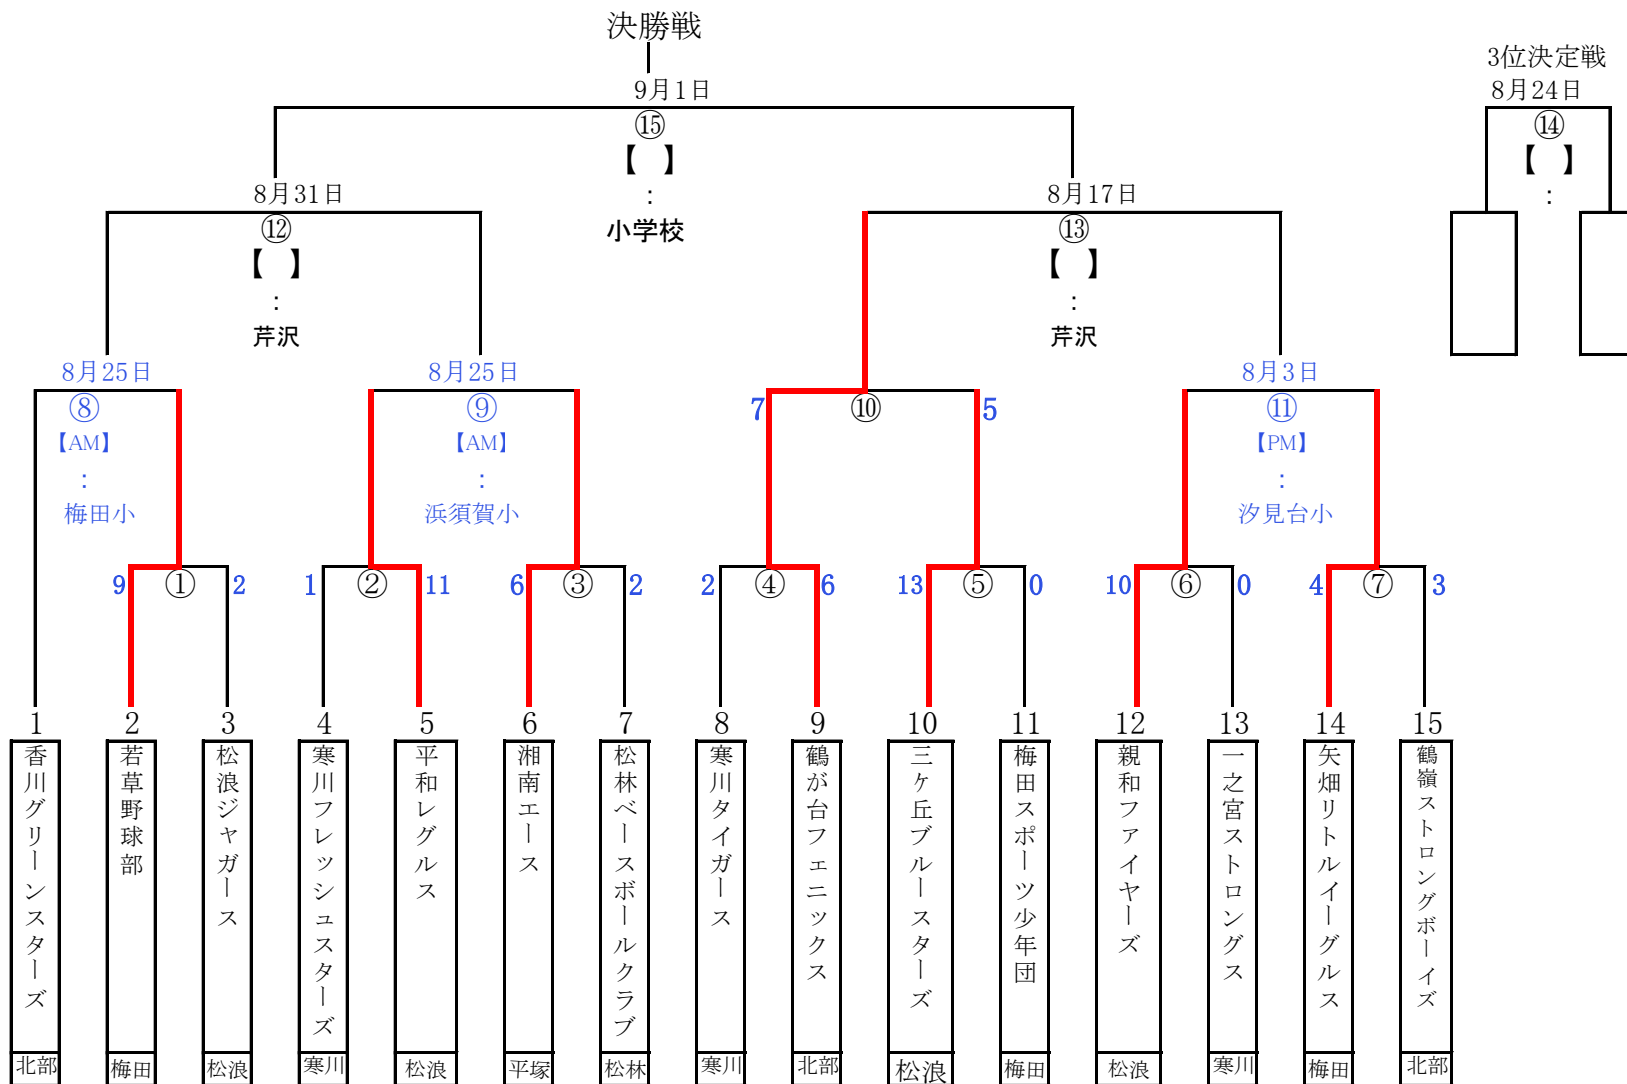 決勝戦
3位決定戦
9月1日
8月24日
⑮
⑭
【 】
【 】
:
:
小学校
8月31日
8月17日
⑫
⑬
【 】
【 】
:
:
芹沢
芹沢
8月25日
8月25日
8月3日
⑧
⑨
7
⑩
5
⑪
【AM】
【AM】
【PM】
:
:
:
梅田小
浜須賀小
汐見台小
9
①
2
1
②
11
6
③
2
2
④
6
13
⑤
0
10
⑥
0
4
⑦
3
1
2
3
4
5
6
7
8
9
10
11
12
13
14
15
香川グリーンスターズ
若草野球部
松浪ジャガース
寒川フレッシュスターズ
平和レグルス
湘南エース
松林ベースボールクラブ
寒川タイガース
鶴が台フェニックス
三ケ丘ブルースターズ
梅田スポーツ少年団
親和ファイヤーズ
一之宮ストロングス
矢畑リトルイーグルス
鶴嶺ストロングボーイズ
北部
梅田
松浪
寒川
松浪
平塚
松林
寒川
北部
松浪
梅田
松浪
寒川
梅田
北部